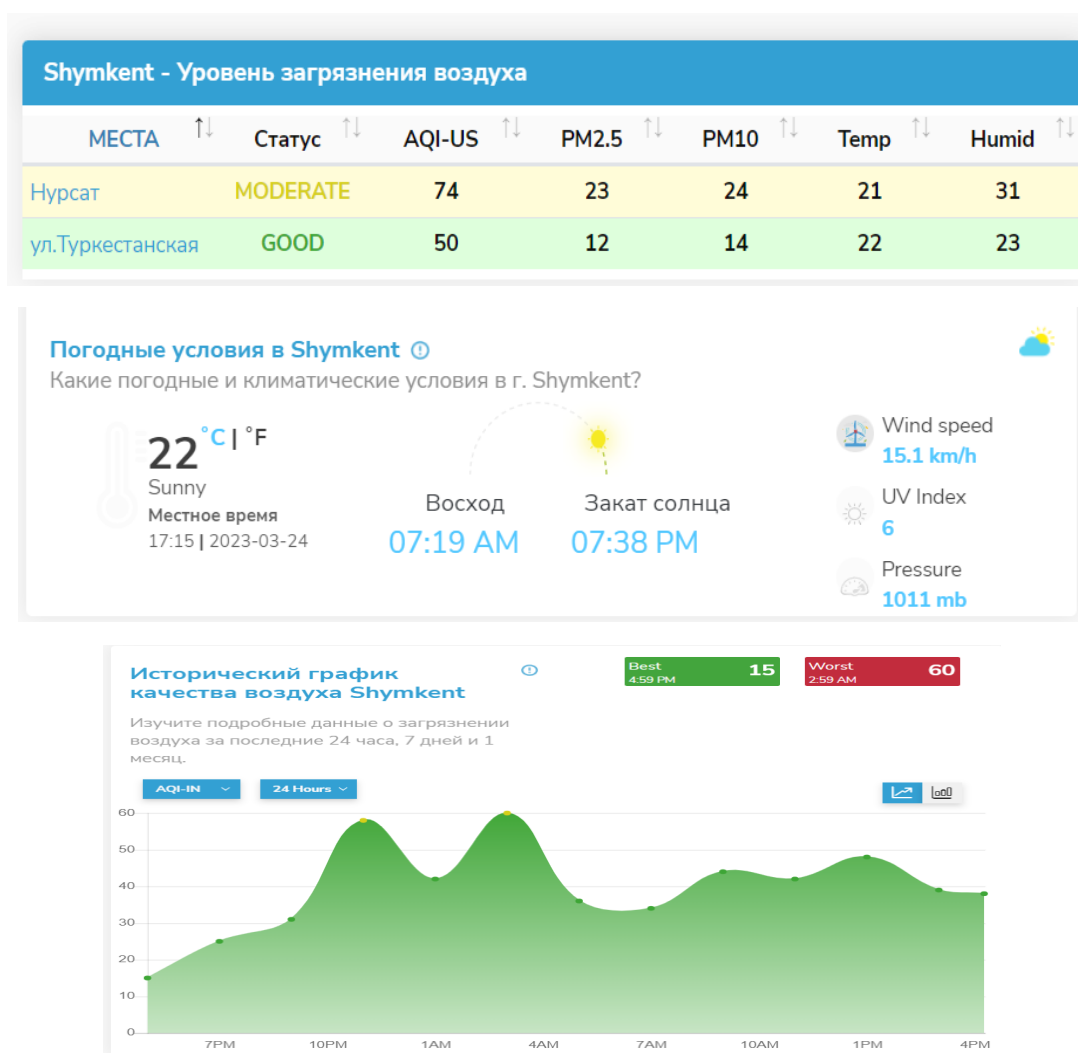 Shymkent - Уровень загрязнения воздуха
МЕСТА Статус AQI-US PM2.5 PM10 Temp Humid
Нурсат MODERATE 74 23 24 21 31
ул.Туркестанская GOOD 50 12 14 22 23
Погодные условия в Shymkent
Какие погодные и климатические условия в г. Shymkent?
22 °C | °F
Sunny
Местное время
17:15 | 2023-03-24
Восход
07:19 AM
Закат солнца
07:38 PM
Wind speed
15.1 km/h
UV Index
6
Pressure
1011 mb
Исторический график
качества воздуха Shymkent
Изучите подробные данные о загрязнении
воздуха за последние 24 часа, 7 дней и 1
месяц.
Best 15
4:59 PM
Worst 60
2:59 AM
AQI-IN 24 Hours
60
50
40
30
20
10
0
7PM 10PM 1AM 4AM 7AM 10AM 1PM 4PM